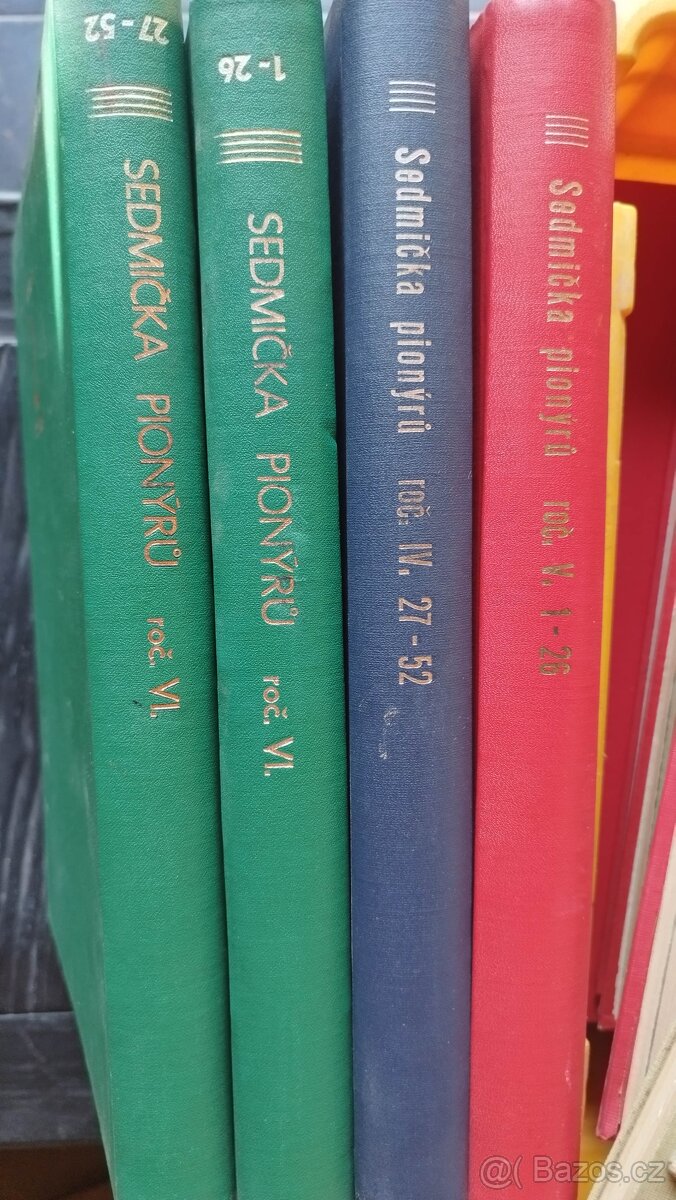 27-52
SEDMIČKA PIONÝRŮ roč. VI.
1-26
SEDMIČKA PIONÝRŮ roč. VI.
Sedmička pionýrů roč. IV. 27-52
Sedmička pionýrů roč. V. 1-26
Bazoš.cz